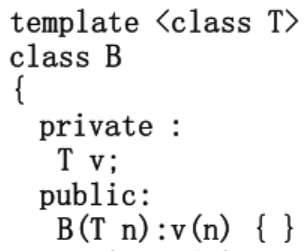 template <class T>
class B
{
private :
T v;
public:
B(T n):v(n) { }